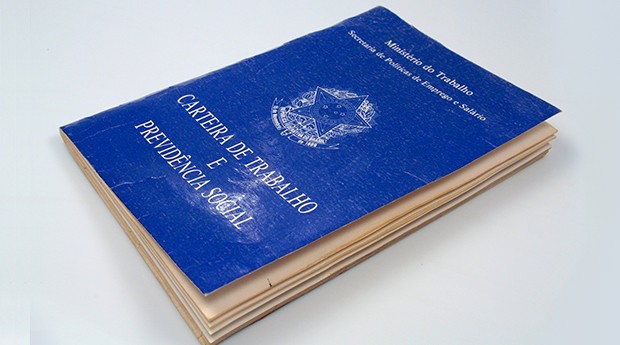 Ministério do Trabalho
Secretaria de Políticas de Emprego e Salário
CARTEIRA DE TRABALHO
E
PREVIDÊNCIA SOCIAL